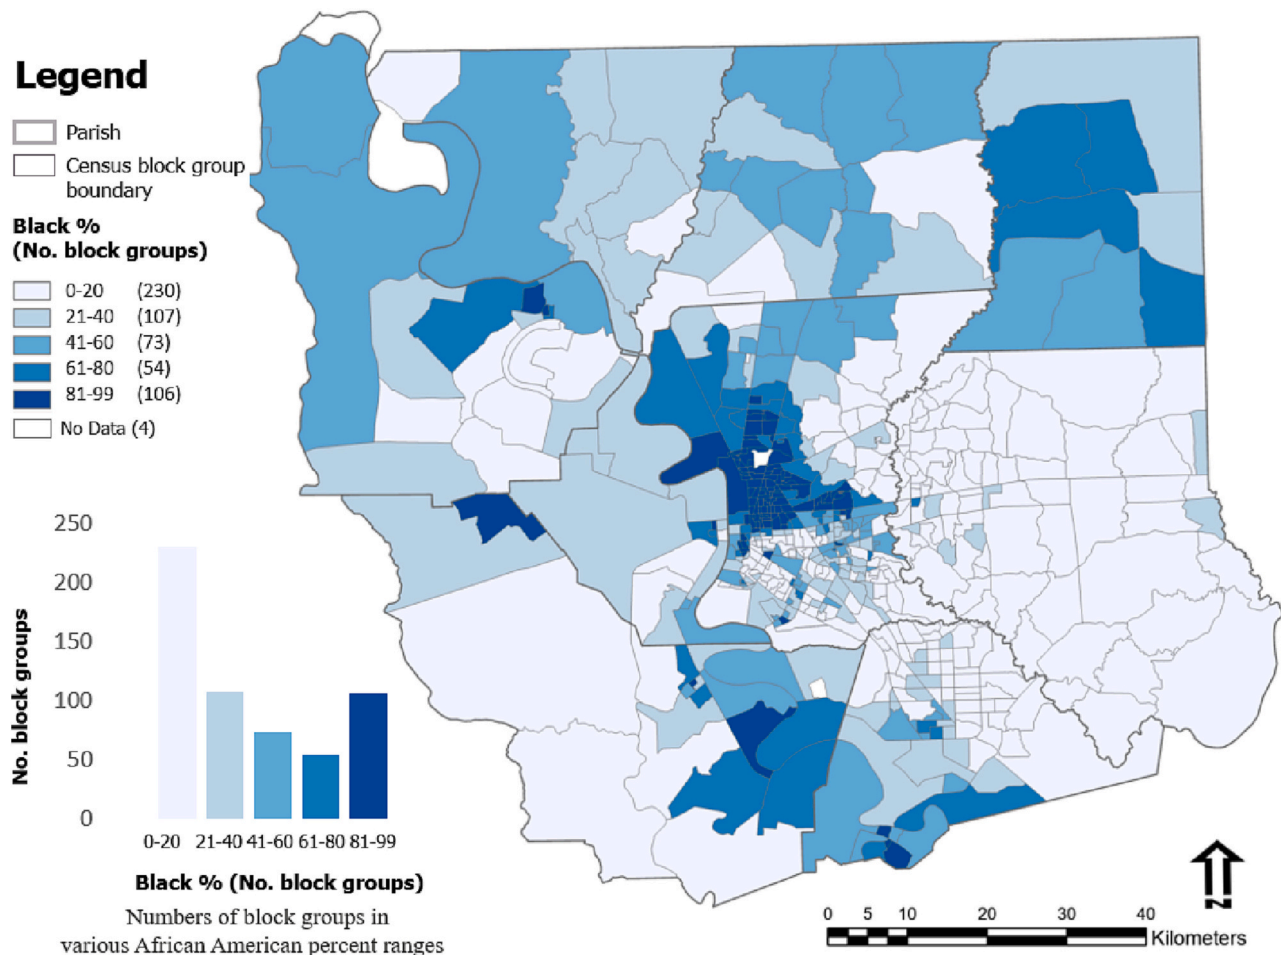 Legend
Parish
Census block group
boundary
Black %
(No. block groups)
0-20 (230)
21-40 (107)
41-60 (73)
61-80 (54)
81-99 (106)
No Data (4)
No. block groups
250
200
150
100
50
0
0-20 21-40 41-60 61-80 81-99
Black % (No. block groups)
Numbers of block groups in
various African American percent ranges
N
0 5 10 20 30 40
Kilometers